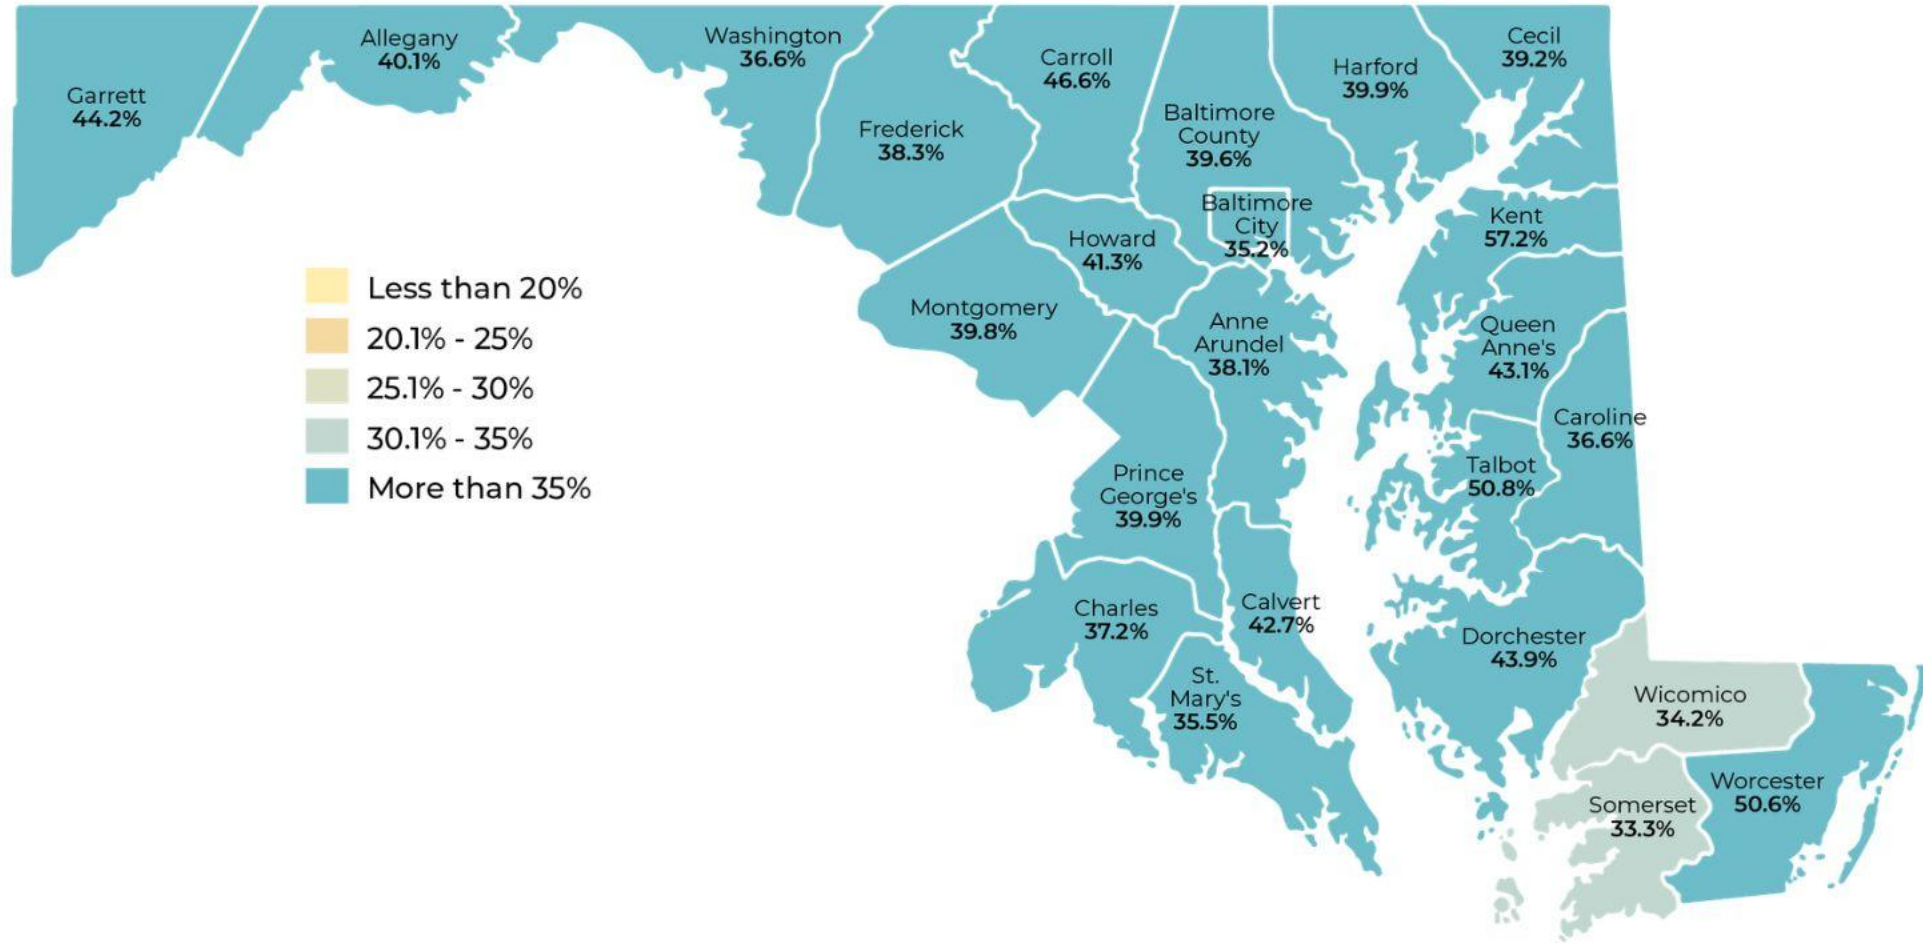 Garrett
44.2%
Allegany
40.1%
Washington
36.6%
Frederick
38.3%
Carroll
46.6%
Baltimore
County
39.6%
Harford
39.9%
Cecil
39.2%
Baltimore
City
35.2%
Howard
41.3%
Kent
57.2%
Montgomery
39.8%
Anne
Arundel
38.1%
Queen
Anne's
43.1%
Caroline
36.6%
Talbot
50.8%
Prince
George's
39.9%
Charles
37.2%
Calvert
42.7%
St.
Mary's
35.5%
Dorchester
43.9%
Wicomico
34.2%
Somerset
33.3%
Worcester
50.6%
Less than 20%
20.1% - 25%
25.1% - 30%
30.1% - 35%
More than 35%